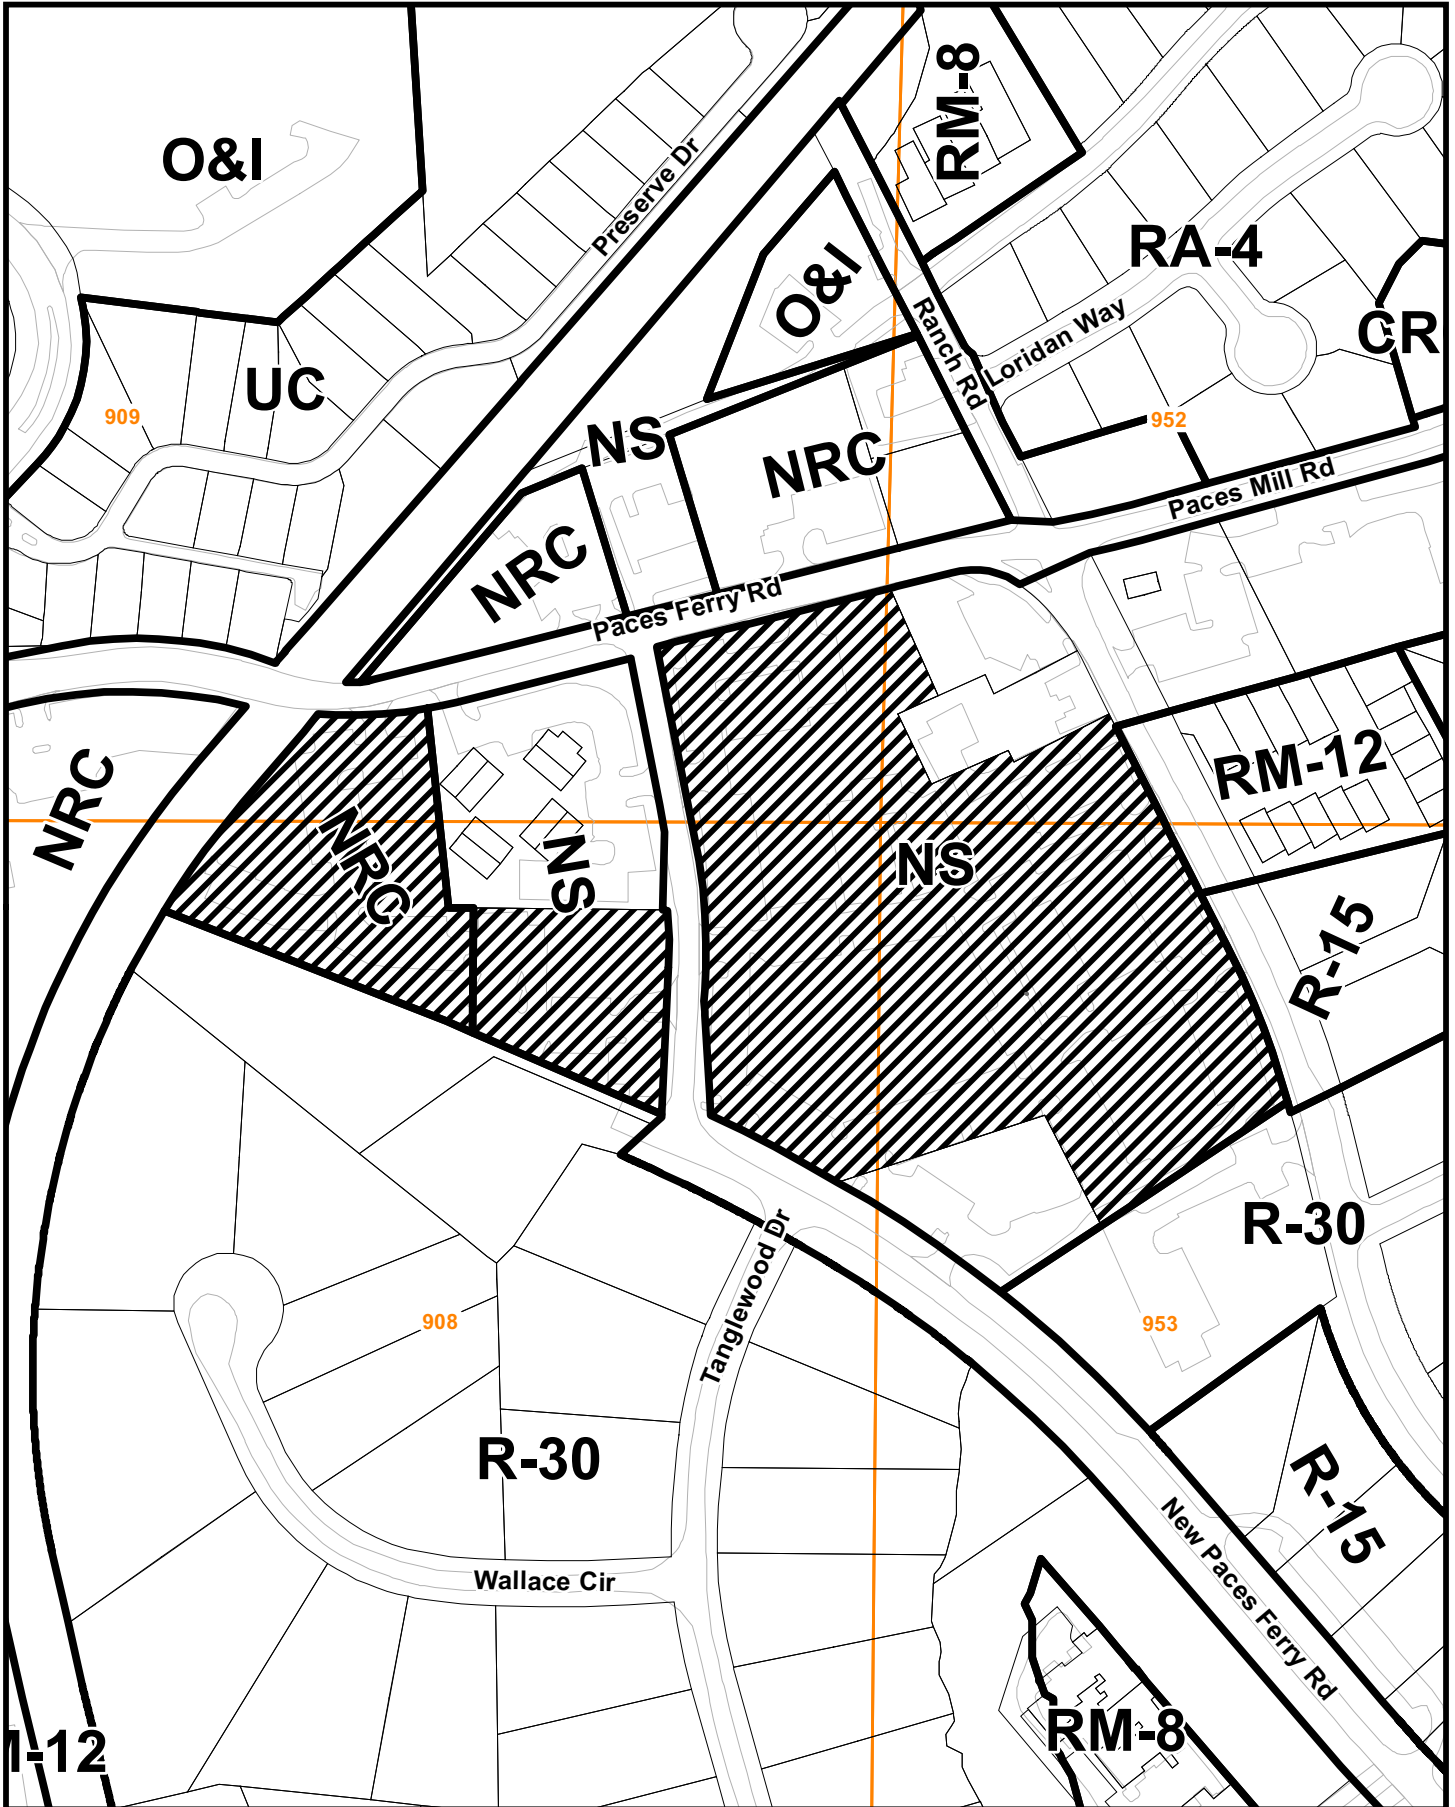 RM-8
O&I
Preserve Dr
RA-4
O&I
CR
Ranch Rd
Loridan Way
UC
909
952
NS
NRC
Paces Mill Rd
NRC
Paces Ferry Rd
NRC
RM-12
NRC
NS
NS
R-15
R-30
Tanglewood Dr
908
953
R-30
R-15
Wallace Cir
New Paces Ferry Rd
RM-8
M-12